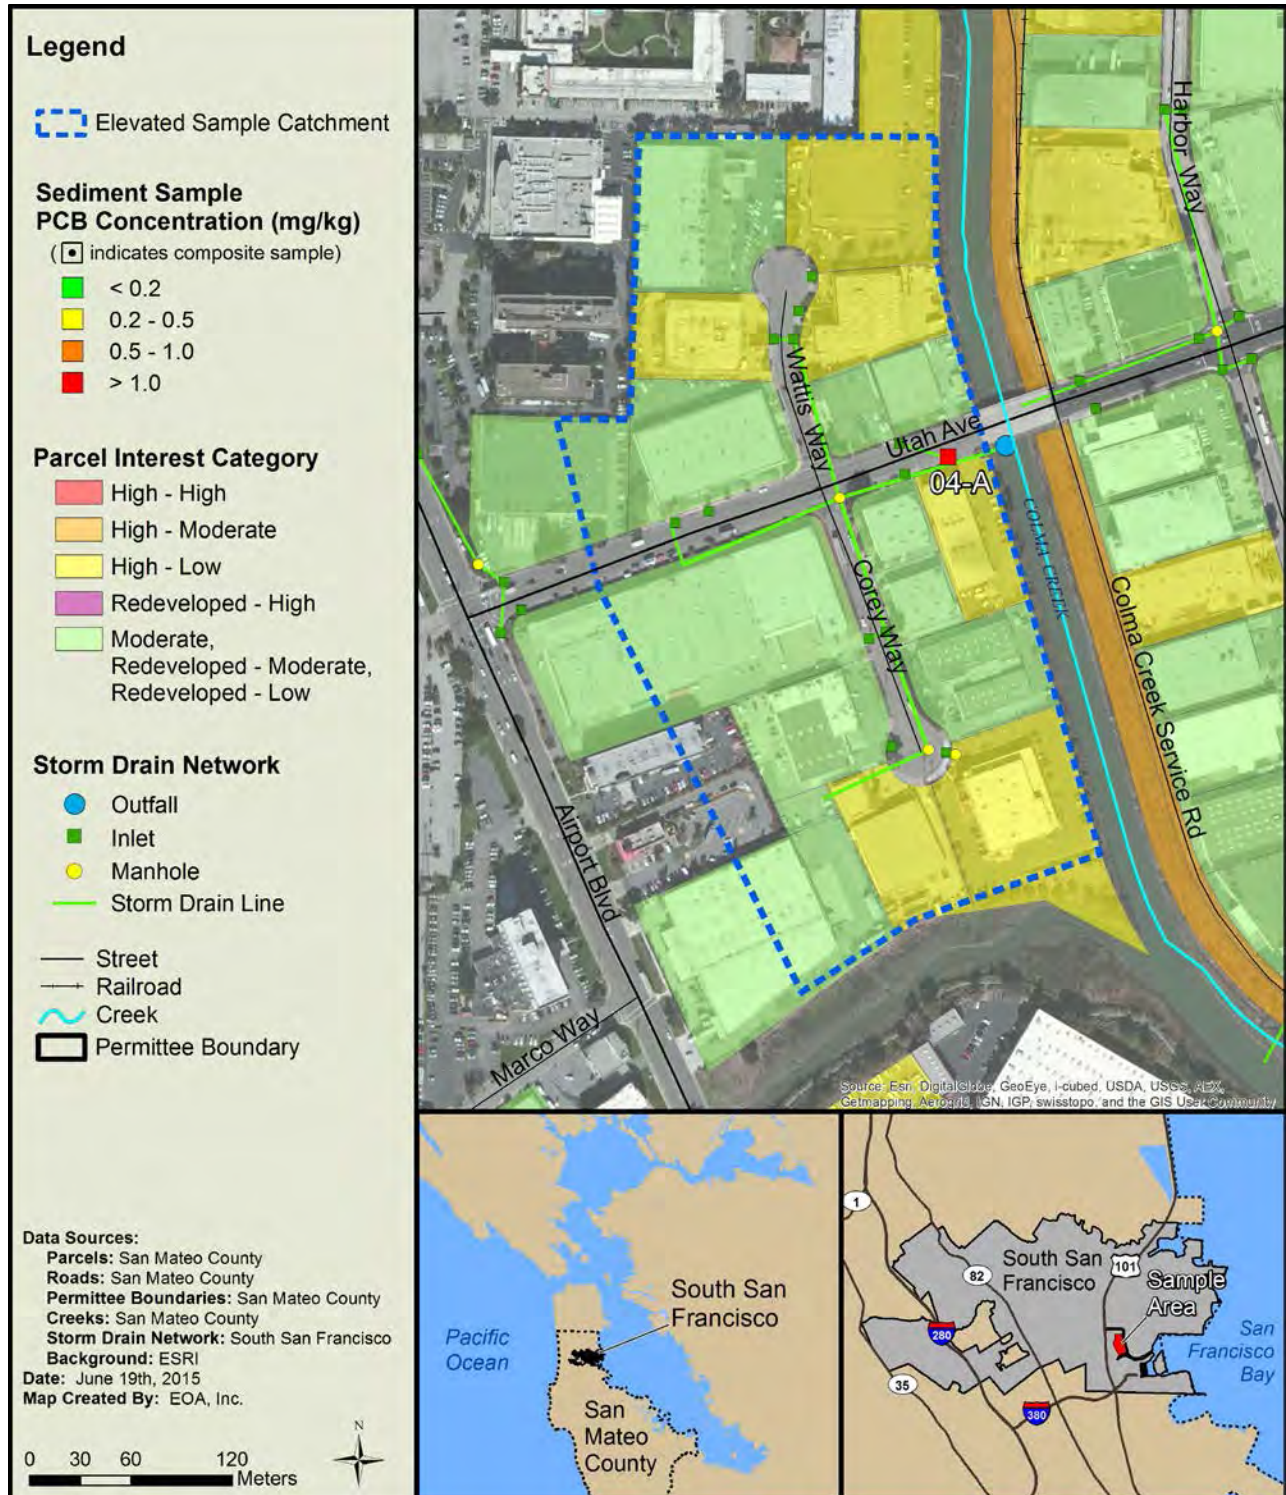 Legend
Elevated Sample Catchment
Sediment Sample
PCB Concentration (mg/kg)
( indicates composite sample)
< 0.2
0.2 - 0.5
0.5 - 1.0
> 1.0
Parcel Interest Category
High - High
High - Moderate
High - Low
Redeveloped - High
Moderate,
Redeveloped - Moderate,
Redeveloped - Low
Storm Drain Network
Outfall
Inlet
Manhole
Storm Drain Line
Street
Railroad
Creek
Permittee Boundary
Data Sources:
Parcels: San Mateo County
Roads: San Mateo County
Permittee Boundaries: San Mateo County
Creeks: San Mateo County
Storm Drain Network: South San Francisco
Background: ESRI
Date: June 19th, 2015
Map Created By: EOA, Inc.
N
0 30 60 120
Meters
Harbor Way
Wattis Way
Utah Ave
04-A
COLMA CREEK
Corey Way
Colma Creek Service Rd
Airport Blvd
Marco Way
Source: Esri, DigitalGlobe, GeoEye, i-cubed, USDA, USGS, AEX,
Getmapping, Aerogrid, IGN, IGP, swisstopo, and the GIS User Community
Pacific
Ocean
South San
Francisco
San
Mateo
County
1
82
South San
Francisco
101
Sample
Area
280
35
380
San
Francisco
Bay